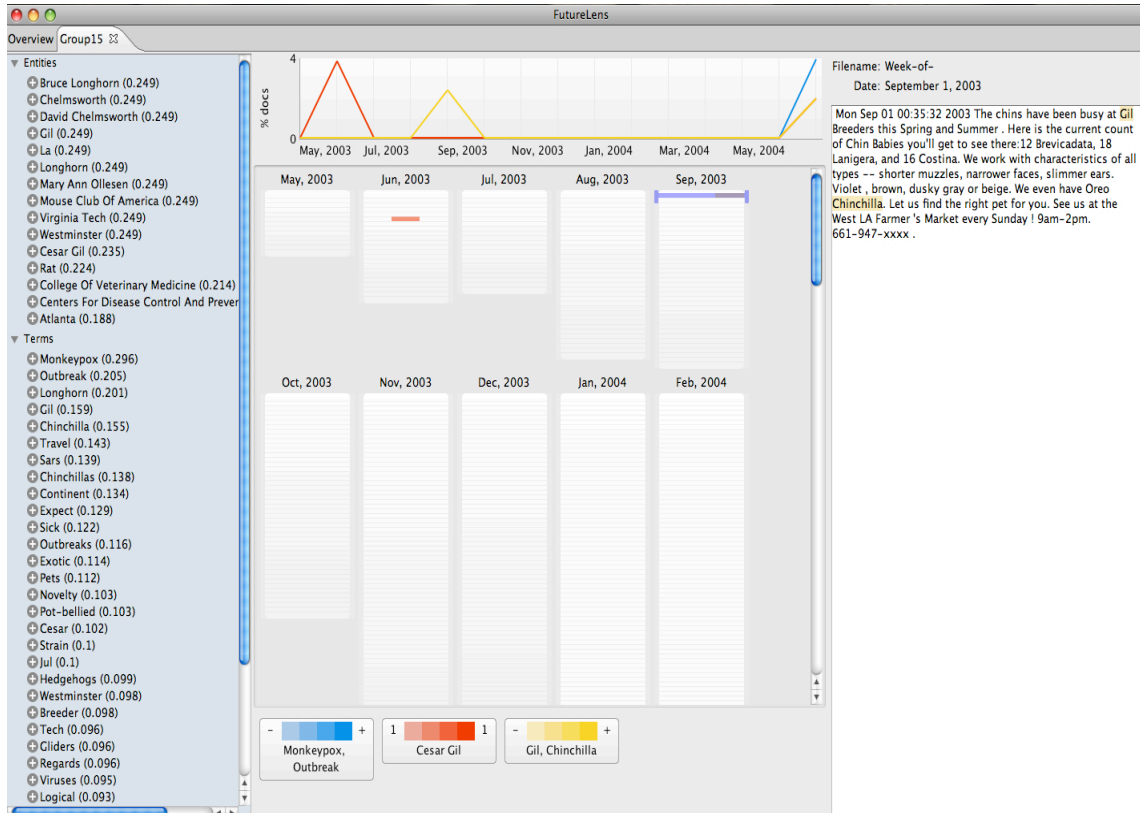 FutureLens
Overview
Group15
Entities
Bruce Longhorn (0.249)
Chelmsworth (0.249)
David Chelmsworth (0.249)
Gil (0.249)
La (0.249)
Longhorn (0.249)
Mary Ann Ollesen (0.249)
Mouse Club Of America (0.249)
Virginia Tech (0.249)
Westminster (0.249)
Cesar Gil (0.235)
Rat (0.224)
College Of Veterinary Medicine (0.214)
Centers For Disease Control And Prever
Atlanta (0.188)
Terms
Monkeypox (0.296)
Outbreak (0.205)
Longhorn (0.201)
Gil (0.159)
Chinchilla (0.155)
Travel (0.143)
Sars (0.139)
Chinchillas (0.138)
Continent (0.134)
Expect (0.129)
Sick (0.122)
Outbreaks (0.116)
Exotic (0.114)
Pets (0.112)
Novelty (0.103)
Pot-bellied (0.103)
Cesar (0.102)
Strain (0.1)
Jul (0.1)
Hedgehogs (0.099)
Westminster (0.098)
Breeder (0.098)
Tech (0.096)
Gliders (0.096)
Regards (0.096)
Viruses (0.095)
Logical (0.093)
4
% docs
0
May, 2003 Jul, 2003 Sep, 2003 Nov, 2003 Jan, 2004 Mar, 2004 May, 2004
May, 2003 Jun, 2003 Jul, 2003 Aug, 2003 Sep, 2003
Oct, 2003 Nov, 2003 Dec, 2003 Jan, 2004 Feb, 2004
- +
Monkeypox,
Outbreak
1 1
Cesar Gil
- +
Gil, Chinchilla
Filename: Week-of-
Date: September 1, 2003
Mon Sep 01 00:35:32 2003 The chins have been busy at Gil
Breeders this Spring and Summer . Here is the current count
of Chin Babies you'll get to see there:12 Brevicadata, 18
Lanigera, and 16 Costina. We work with characteristics of all
types -- shorter muzzles, narrower faces, slimmer ears.
Violet , brown, dusky gray or beige. We even have Oreo
Chinchilla. Let us find the right pet for you. See us at the
West LA Farmer 's Market every Sunday ! 9am-2pm.
661-947-xxxx .